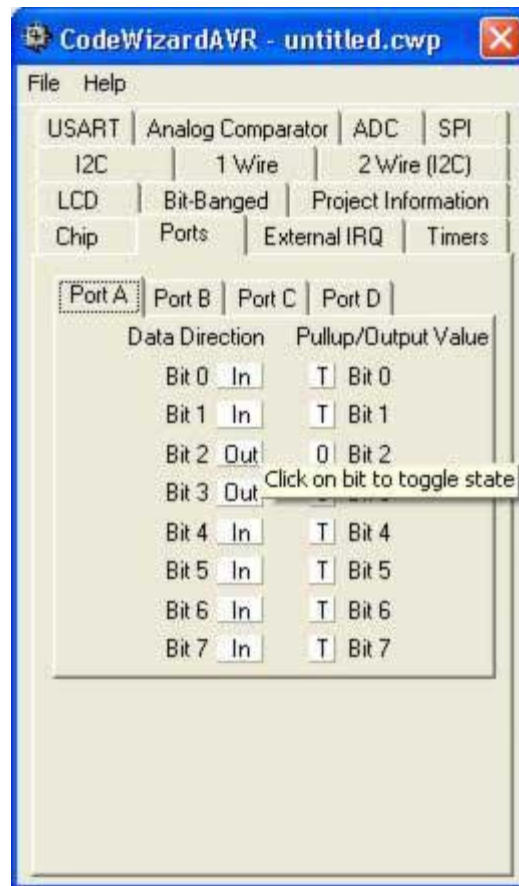 CodeWizardAVR - untitled.cwp
File Help
USART Analog Comparator ADC SPI
I2C 1 Wire 2 Wire (I2C)
LCD Bit-Banged Project Information
Chip Ports External IRQ Timers
Port A Port B Port C Port D
Data Direction Pullup/Output Value
Bit 0 In T Bit 0
Bit 1 In T Bit 1
Bit 2 Out 0 Bit 2
Click on bit to toggle state
Bit 3 Out
Bit 4 In T Bit 4
Bit 5 In T Bit 5
Bit 6 In T Bit 6
Bit 7 In T Bit 7